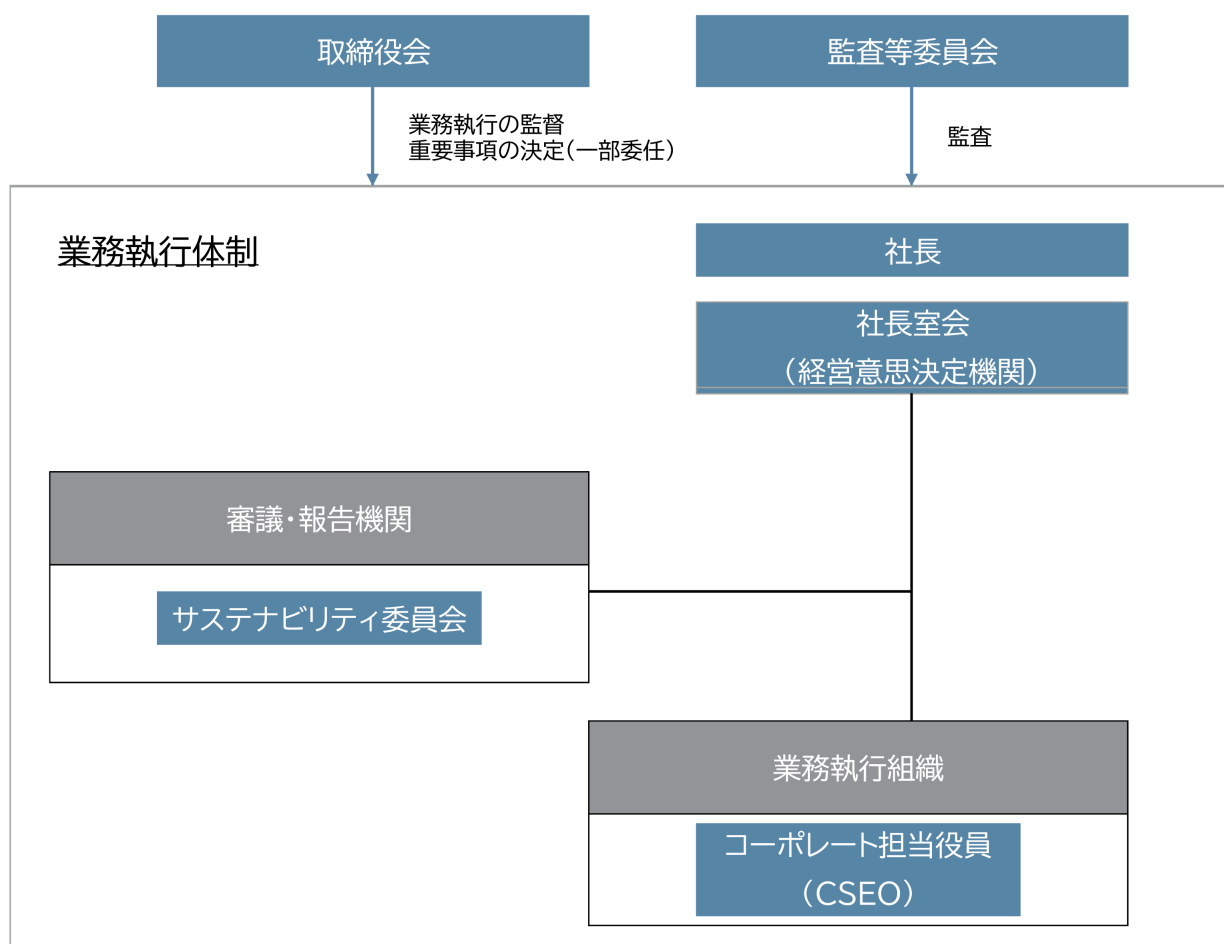 取締役会
監査等委員会
業務執行の監督
重要事項の決定(一部委任)
監査
業務執行体制
社長
社長室会
（経営意思決定機関）
審議・報告機関
サステナビリティ委員会
業務執行組織
コーポレート担当役員
（CSEO）